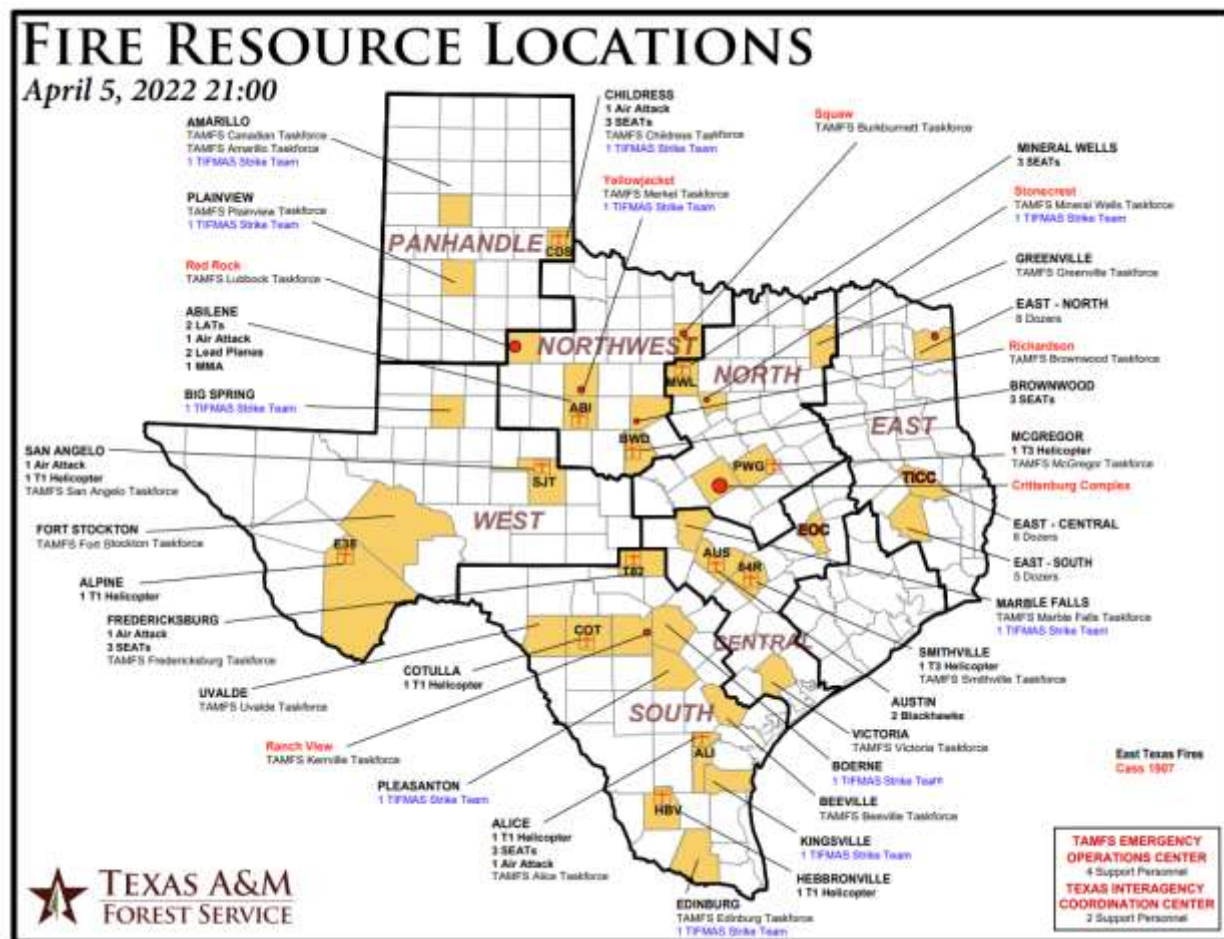 FIRE RESOURCE LOCATIONS
April 5, 2022 21:00
AMARILLO
TAMFS Canadian Taskforce
TAMFS Amarillo Taskforce
1 TIFMAS Strike Team
PLAINVIEW
TAMFS Plainview Taskforce
1 TIFMAS Strike Team
Red Rock
TAMFS Lubbock Taskforce
ABILENE
2 LATs
1 Air Attack
2 Lead Planes
1 MMA
BIG SPRING
1 TIFMAS Strike Team
SAN ANGELO
1 Air Attack
1 T1 Helicopter
TAMFS San Angelo Taskforce
FORT STOCKTON
TAMFS Fort Stockton Taskforce
ALPINE
1 T1 Helicopter
FREDERICKSBURG
1 Air Attack
3 SEATs
TAMFS Fredericksburg Taskforce
UVALDE
TAMFS Uvalde Taskforce
COTULLA
1 T1 Helicopter
Ranch View
TAMFS Kerrville Taskforce
PLEASANTON
1 TIFMAS Strike Team
ALICE
1 T1 Helicopter
3 SEATs
1 Air Attack
TAMFS Alice Taskforce
EDINBURG
TAMFS Edinburg Taskforce
1 TIFMAS Strike Team
CHILDRESS
1 Air Attack
3 SEATs
TAMFS Childress Taskforce
1 TIFMAS Strike Team
Yellowjacket
TAMFS Merkel Taskforce
1 TIFMAS Strike Team
Squaw
TAMFS Burkburnett Taskforce
MINERAL WELLS
3 SEATs
Stonecrest
TAMFS Mineral Wells Taskforce
1 TIFMAS Strike Team
GREENVILLE
TAMFS Greenville Taskforce
EAST - NORTH
8 Dozers
Richardson
TAMFS Brownwood Taskforce
BROWNWOOD
3 SEATs
MCGREGOR
1 T3 Helicopter
TAMFS McGregor Taskforce
Crittenburg Complex
EAST - CENTRAL
6 Dozers
EAST - SOUTH
5 Dozers
MARBLE FALLS
TAMFS Marble Falls Taskforce
1 TIFMAS Strike Team
SMITHVILLE
1 T3 Helicopter
TAMFS Smithville Taskforce
AUSTIN
2 Blackhawks
VICTORIA
TAMFS Victoria Taskforce
BOERNE
1 TIFMAS Strike Team
BEEVILLE
TAMFS Beeville Taskforce
KINGSVILLE
1 TIFMAS Strike Team
HEBBRONVILLE
1 T1 Helicopter
PANHANDLE
CDS
NORTHWEST
MWL
NORTH
ABI
BWD
EAST
SJT
PWG
TICC
WEST
EOC
E38
AUS
84R
T82
COT
CENTRAL
SOUTH
ALI
HBV
East Texas Fires
Cass 1907
TAMFS EMERGENCY
OPERATIONS CENTER
4 Support Personnel
TEXAS INTERAGENCY
COORDINATION CENTER
2 Support Personnel
TEXAS A&M
FOREST SERVICE